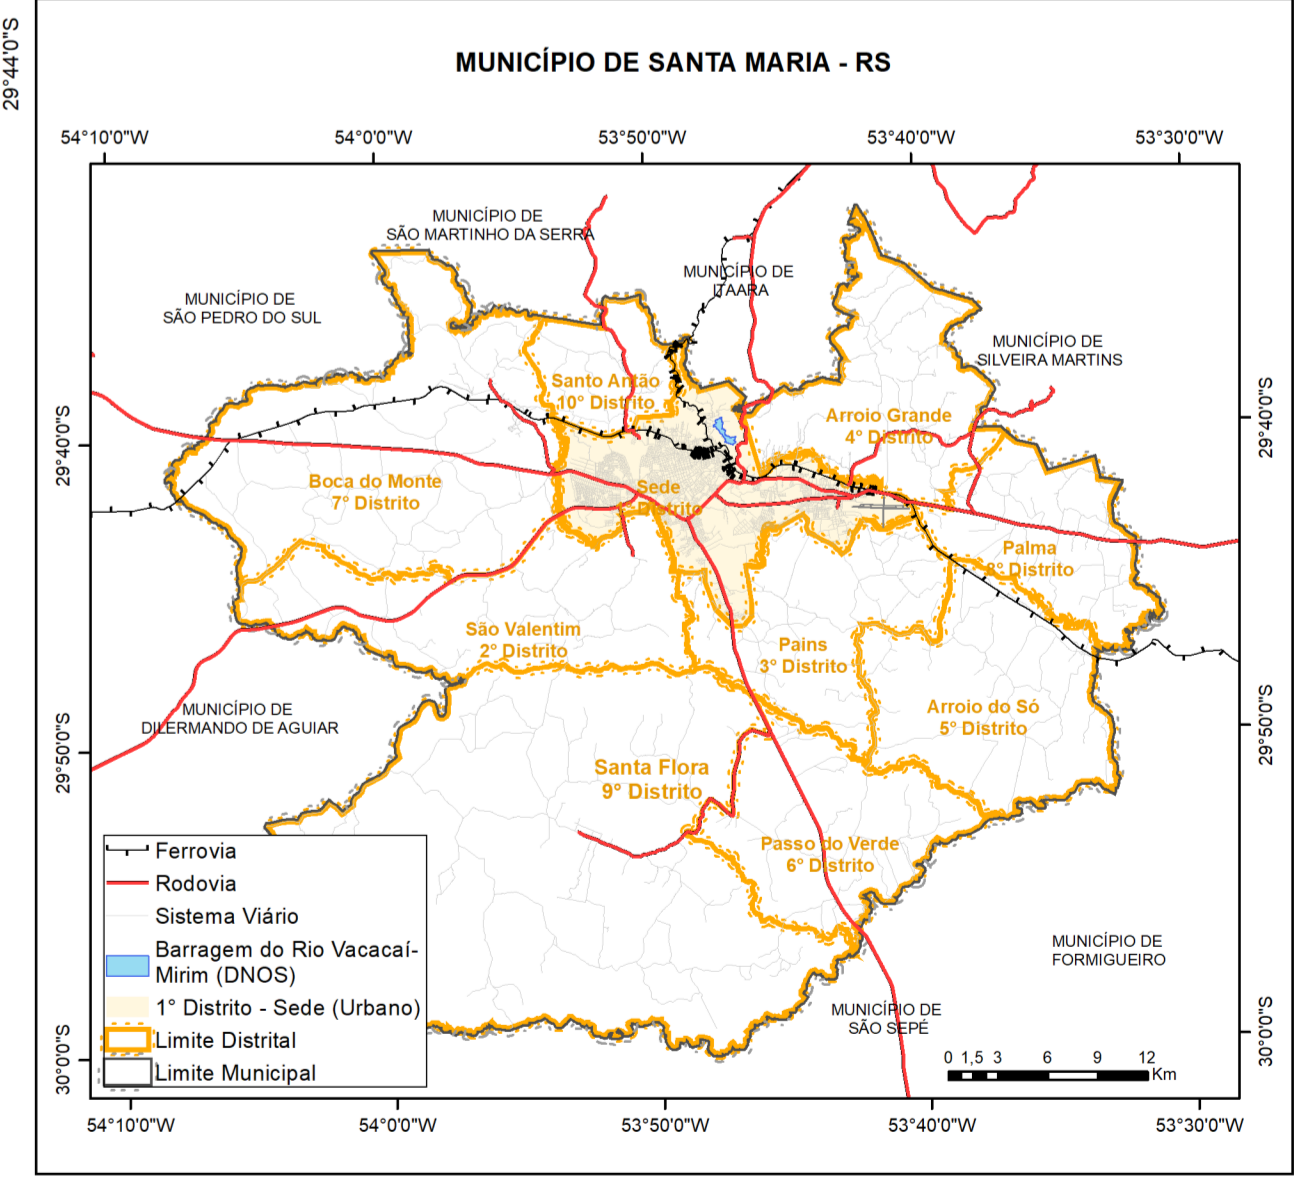 29°44'0"S
MUNICÍPIO DE SANTA MARIA - RS
54°10'0"W
54°0'0"W
53°50'0"W
53°40'0"W
53°30'0"W
MUNICÍPIO DE
SÃO MARTINHO DA SERRA
MUNICÍPIO DE
ITAARA
MUNICÍPIO DE
SÃO PEDRO DO SUL
MUNICÍPIO DE
SILVEIRA MARTINS
Santo Antão
10° Distrito
Arroio Grande
4° Distrito
29°40'0"S
29°40'0"S
Boca do Monte
7° Distrito
Sede
Distrito
Palma
8° Distrito
São Valentim
2° Distrito
Pains
3° Distrito
MUNICÍPIO DE
DILERMANDO DE AGUIAR
Arroio do Só
5° Distrito
29°50'0"S
29°50'0"S
Santa Flora
9° Distrito
Passo do Verde
6° Distrito
Ferrovia
Rodovia
Sistema Viário
Barragem do Rio Vacacaí-
Mirim (DNOS)
1° Distrito - Sede (Urbano)
Limite Distrital
Limite Municipal
MUNICÍPIO DE
FORMIGUEIRO
MUNICÍPIO DE
SÃO SEPÉ
0 1,5 3 6 9 12
Km
30°0'0"S
30°0'0"S
54°10'0"W
54°0'0"W
53°50'0"W
53°40'0"W
53°30'0"W